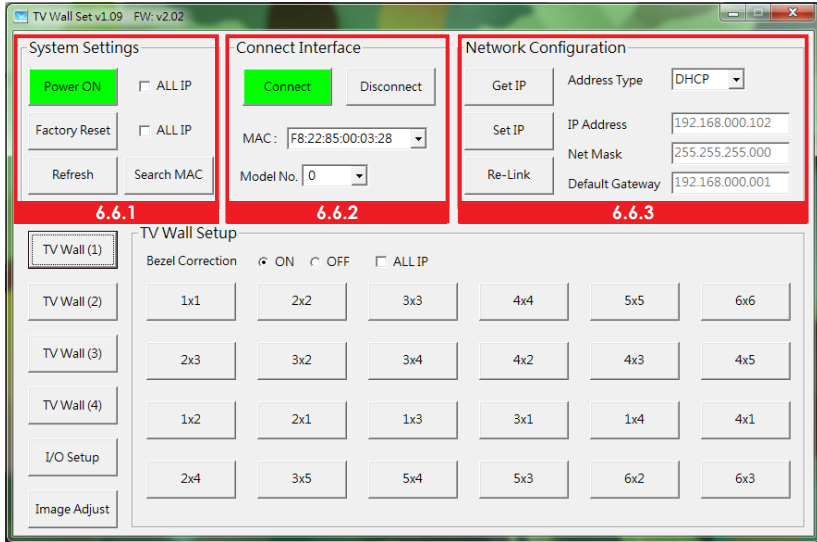 TV Wall Set v1.09 FW: v2.02
System Settings
Power ON
ALL IP
Factory Reset
ALL IP
Refresh
Search MAC
6.6.1
Connect Interface
Connect
Disconnect
MAC : F8:22:85:00:03:28
Model No. 0
6.6.2
Network Configuration
Get IP
Address Type DHCP
Set IP
IP Address 192.168.000.102
Net Mask 255.255.255.000
Re-Link
Default Gateway 192.168.000.001
6.6.3
TV Wall (1)
TV Wall (2)
TV Wall (3)
TV Wall (4)
I/O Setup
Image Adjust
TV Wall Setup
Bezel Correction ON OFF ALL IP
1x1 2x2 3x3 4x4 5x5 6x6
2x3 3x2 3x4 4x2 4x3 4x5
1x2 2x1 1x3 3x1 1x4 4x1
2x4 3x5 5x4 5x3 6x2 6x3